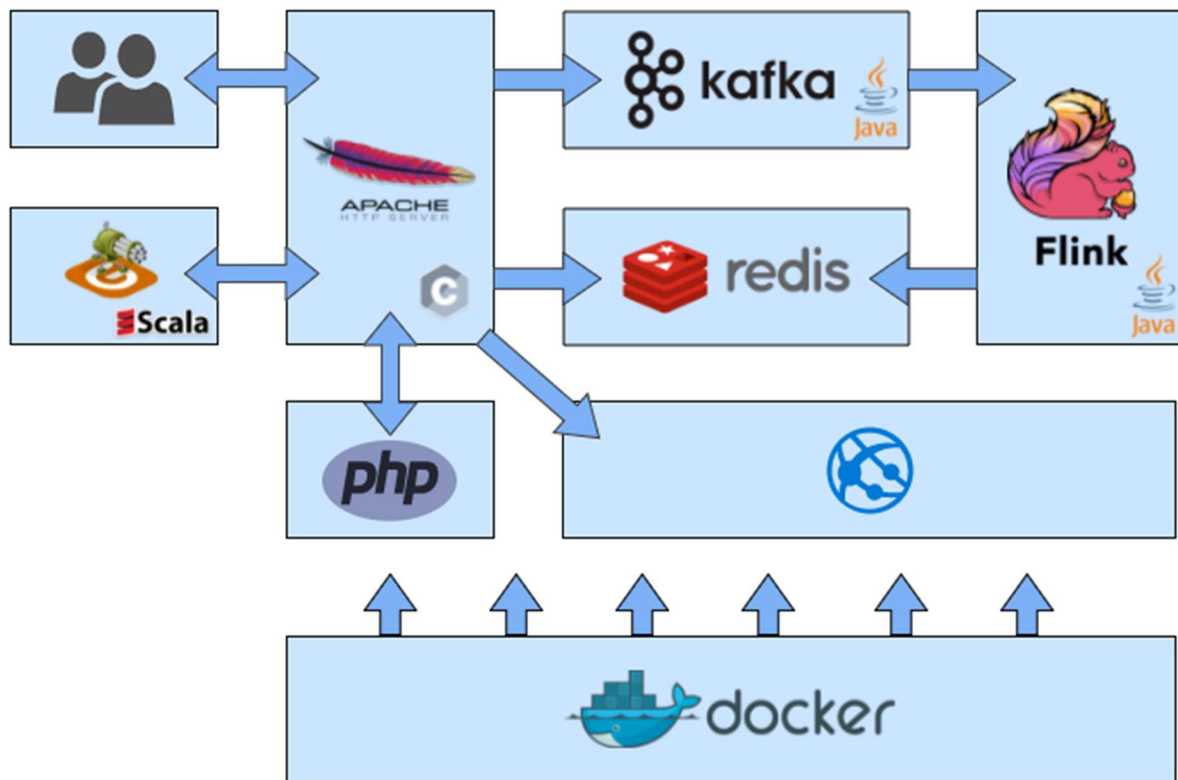 kafka
Java
APACHE
HTTP SERVER
C
redis
Flink
Java
Scala
php
docker